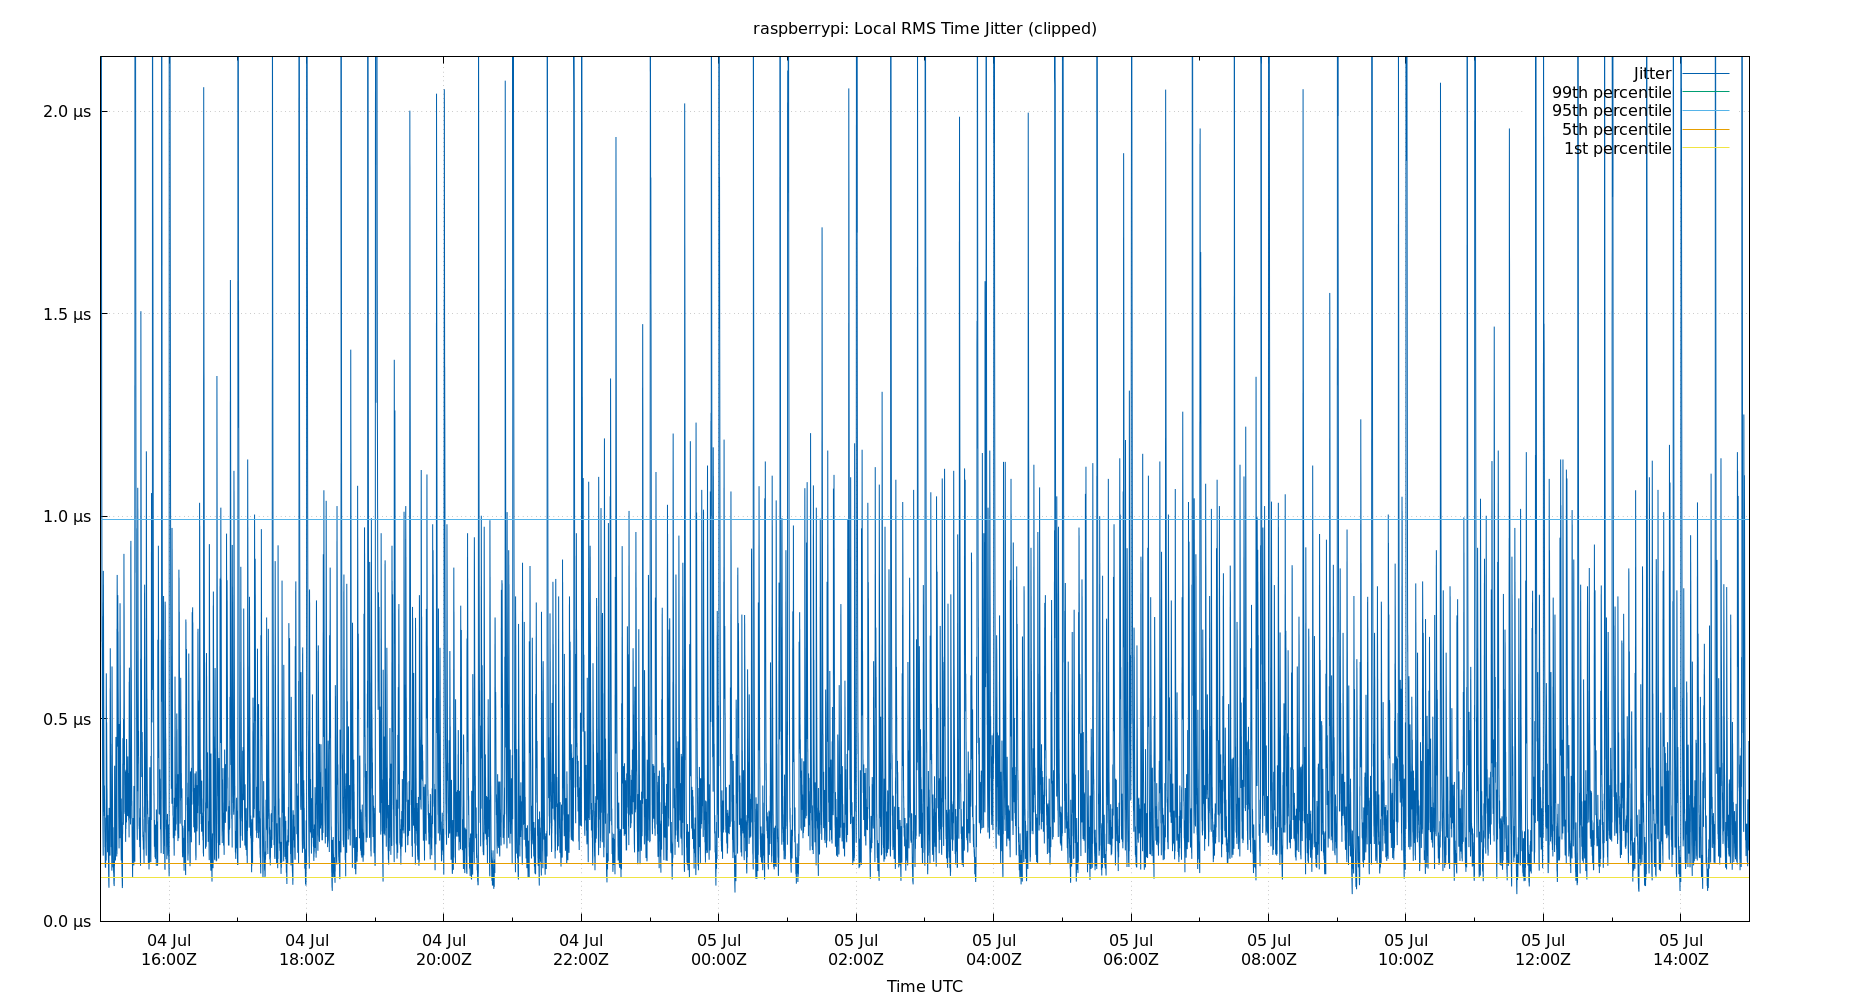 raspberrypi: Local RMS Time Jitter (clipped)
Jitter
99th percentile
95th percentile
5th percentile
1st percentile
2.0 µs
1.5 µs
1.0 µs
0.5 µs
0.0 µs
04 Jul 04 Jul 04 Jul 04 Jul 05 Jul 05 Jul 05 Jul 05 Jul 05 Jul 05 Jul 05 Jul 05 Jul
16:00Z 18:00Z 20:00Z 22:00Z 00:00Z 02:00Z 04:00Z 06:00Z 08:00Z 10:00Z 12:00Z 14:00Z
Time UTC